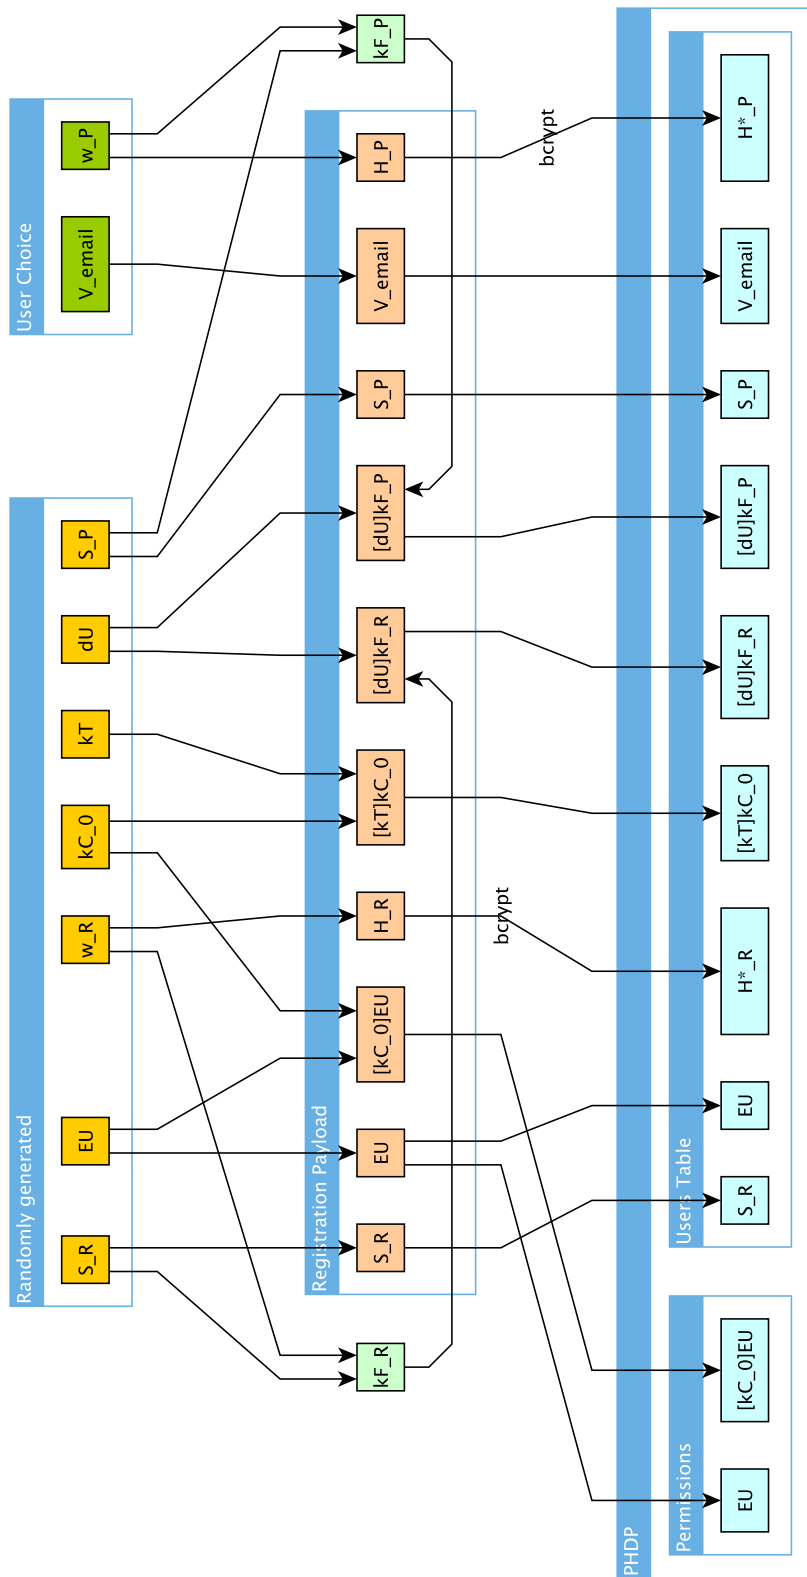 Randomly generated
S_R
EU
w_R
kC_0
kT
dU
S_P
User Choice
V_email
w_P
kF_R
Registration Payload
S_R
EU
[kC_0]EU
H_R
[kT]kC_0
[dU]kF_R
[dU]kF_P
S_P
V_email
H_P
kF_P
bcrypt
bcrypt
PHDP
Permissions
EU
[kC_0]EU
Users Table
S_R
EU
H*_R
[kT]kC_0
[dU]kF_R
[dU]kF_P
S_P
V_email
H*_P